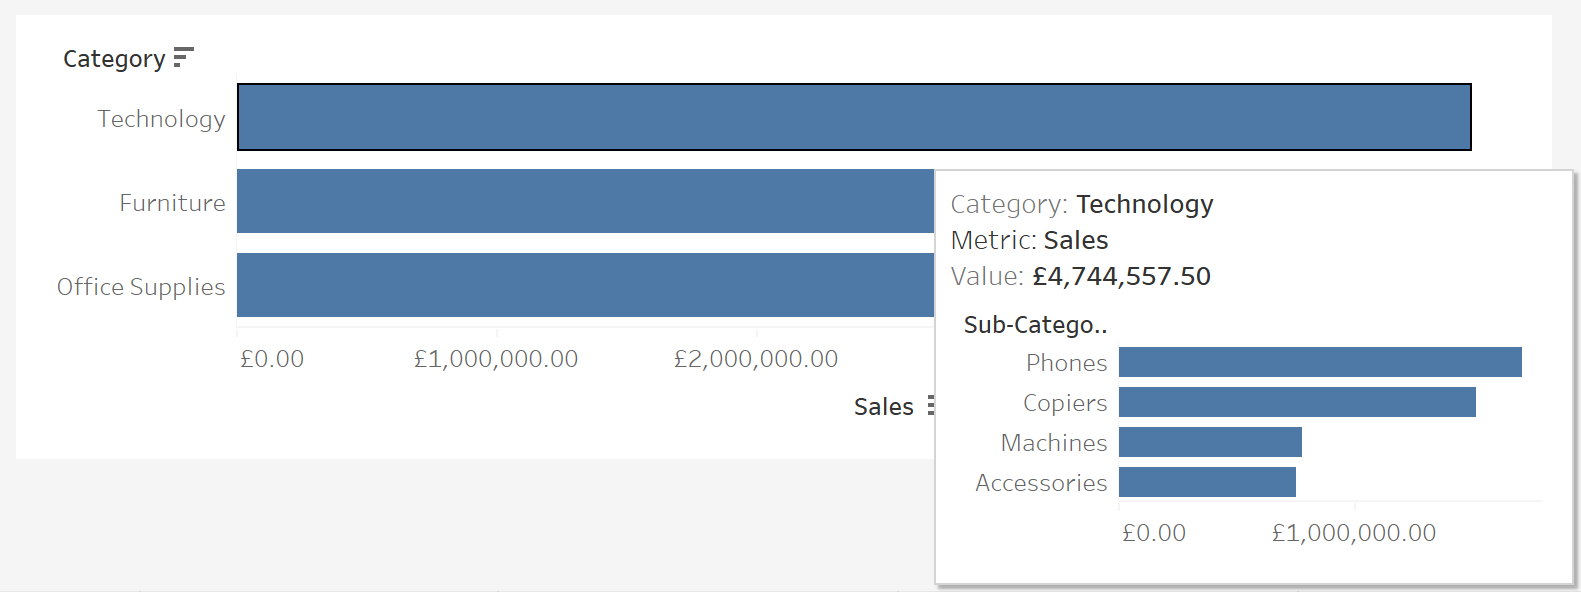 Category
Technology
Furniture
Office Supplies
£0.00 £1,000,000.00 £2,000,000.00
Sales
Category: Technology
Metric: Sales
Value: £4,744,557.50
Sub-Catego..
Phones
Copiers
Machines
Accessories
£0.00 £1,000,000.00